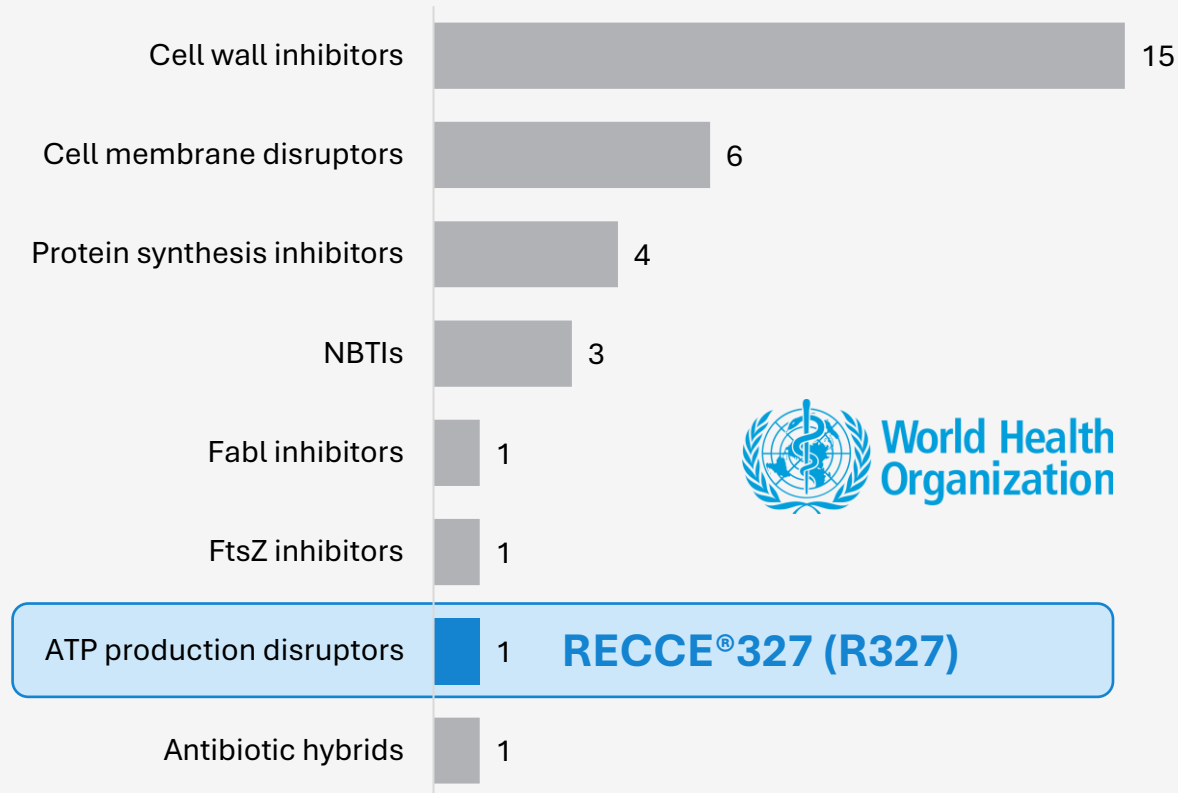 Cell wall inhibitors 15
Cell membrane disruptors 6
Protein synthesis inhibitors 4
NBTIs 3
Fabl inhibitors 1
World Health
Organization
FtsZ inhibitors 1
ATP production disruptors 1 RECCE®327 (R327)
Antibiotic hybrids 1